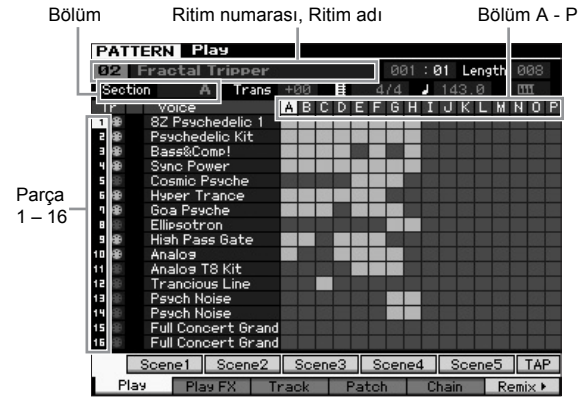 Bölüm
Ritim numarası, Ritim adı
Bölüm A - P
PATTERN Play
02 Fractal Tripper 001 : 01 Length 008
Section A Trans +00 4/4 143.0
Tr Voice A B C D E F G H I J K L M N O P
1 8Z Psychedelic 1
2 Psychedelic Kit
3 Bass&Comp!
4 Sync Power
5 Cosmic Psyche
6 Hyper Trance
7 Goa Psyche
8 Ellipsotron
9 High Pass Gate
10 Analog
11 Analog T8 Kit
12 Trancious Line
13 Psych Noise
14 Psych Noise
15 Full Concert Grand
16 Full Concert Grand
Parça
1 – 16
Scene1 Scene2 Scene3 Scene4 Scene5 TAP
Play Play FX Track Patch Chain Remix